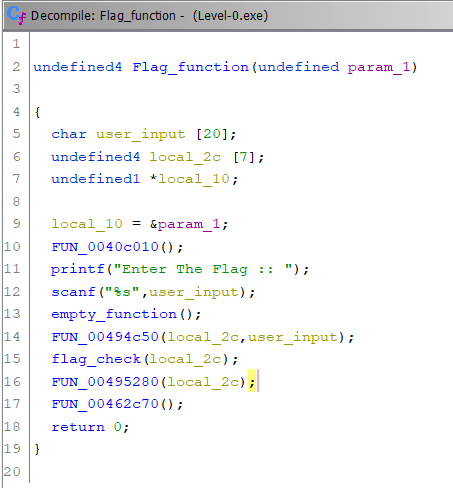 Decompile: Flag_function - (Level-0.exe)
1
2 undefined4 Flag_function(undefined param_1)
3
4 {
5 char user_input [20];
6 undefined4 local_2c [7];
7 undefined1 *local_10;
8
9 local_10 = &param_1;
10 FUN_0040c010();
11 printf("Enter The Flag :: ");
12 scanf("%s",user_input);
13 empty_function();
14 FUN_00494c50(local_2c,user_input);
15 flag_check(local_2c);
16 FUN_00495280(local_2c);
17 FUN_00462c70();
18 return 0;
19 }
20